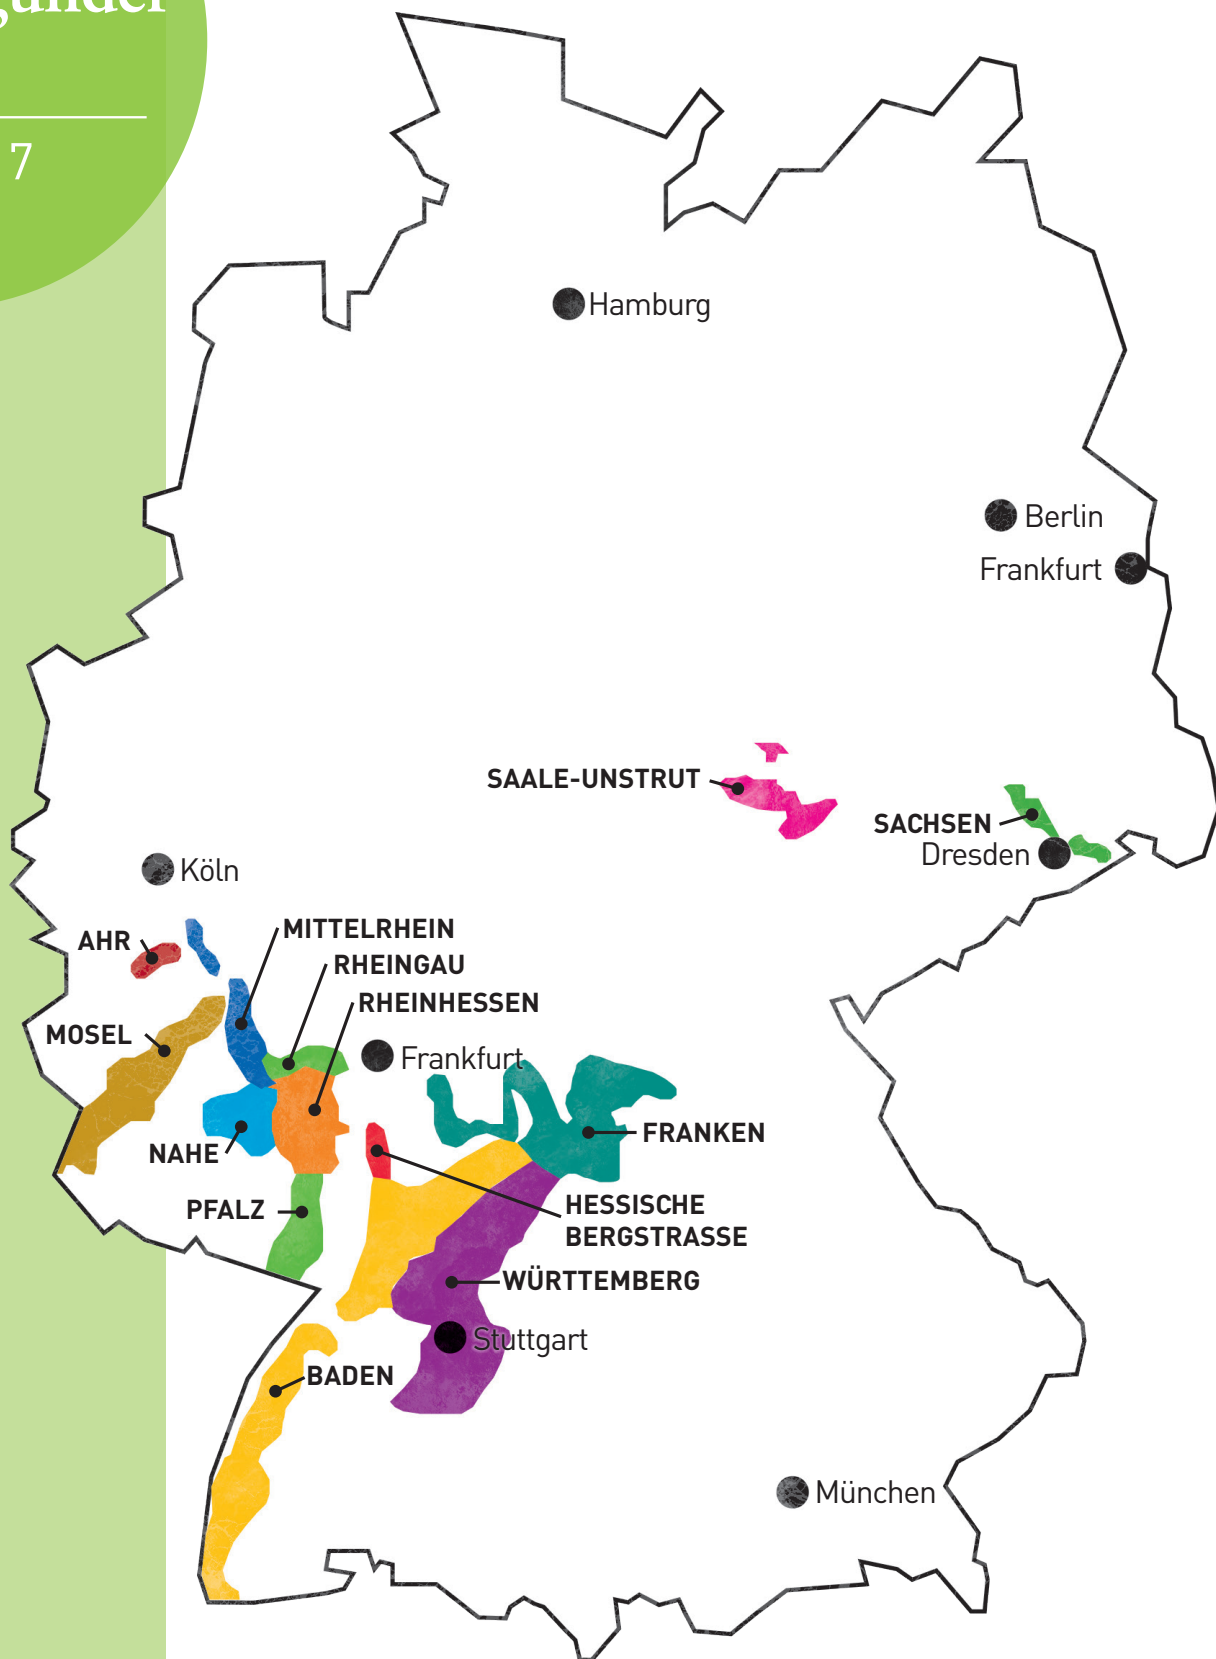 7
Hamburg
Berlin
Frankfurt
SAALE-UNSTRUT
SACHSEN
Dresden
Köln
MITTELRHEIN
AHR
RHEINGAU
RHEINHESSEN
MOSEL
Frankfurt
FRANKEN
NAHE
PFALZ
HESSISCHE
BERGSTRASSE
WÜRTTEMBERG
Stuttgart
BADEN
München